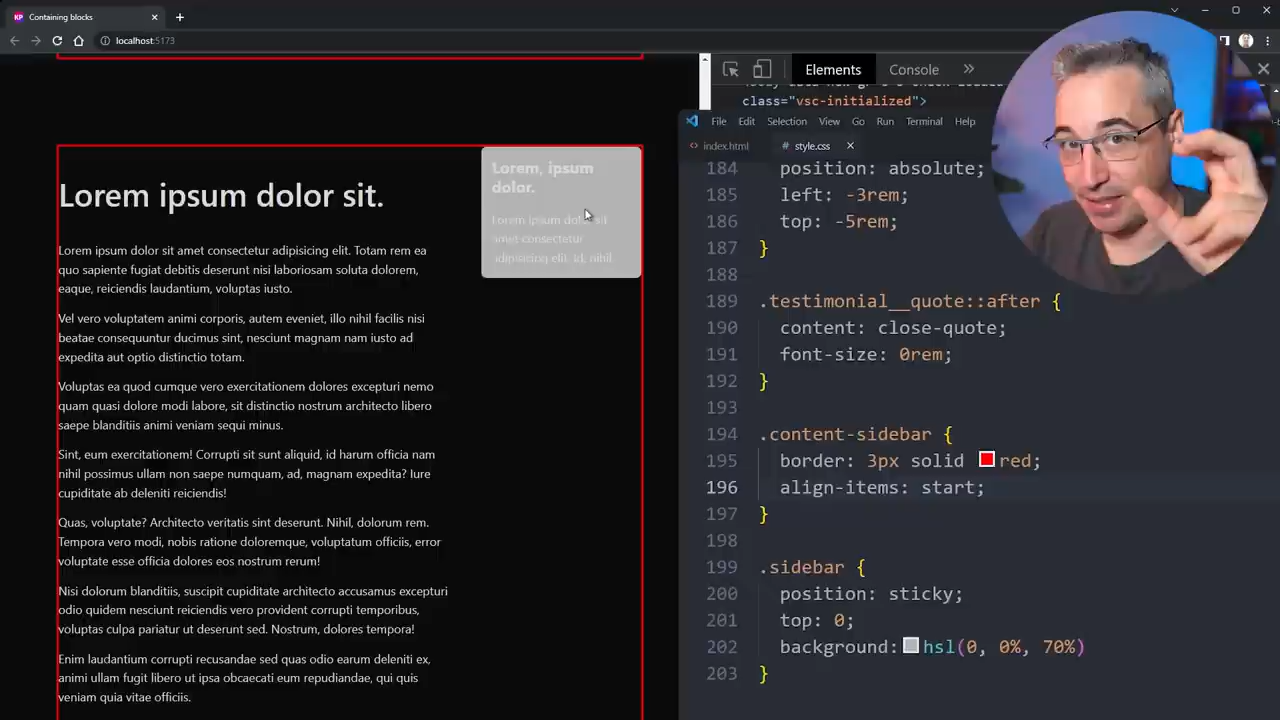 KP Containing blocks
localhost:5173
Lorem ipsum dolor sit.
Lorem ipsum dolor sit amet consectetur adipisicing elit. Totam rem ea
quo sapiente fugiat debitis deserunt nisi laboriosam soluta dolorem,
eaque, reiciendis laudantium, voluptas iusto.
Vel vero voluptatem animi corporis, autem eveniet, illo nihil facilis nisi
beatae consequuntur ducimus sint, nesciunt magnam nam iusto ad
expedita aut optio distinctio totam.
Voluptas ea quod cumque vero exercitationem dolores excepturi nemo
quam quasi dolore modi labore, sit distinctio nostrum architecto libero
saepe blanditiis animi veniam sequi minus.
Sint, eum exercitationem! Corrupti sit sunt aliquid, id harum officia nam
nihil possimus ullam non saepe numquam, ad, magnam expedita? Iure
cupiditate ab deleniti reiciendis!
Quas, voluptate? Architecto veritatis sint deserunt. Nihil, dolorum rem.
Tempora vero modi, nobis ratione doloremque, voluptatum officiis, error
voluptate esse officia dolores eos nostrum rerum!
Nisi dolorum blanditiis, suscipit cupiditate architecto accusamus excepturi
odio quidem nesciunt reiciendis vero provident corrupti temporibus,
voluptas culpa pariatur ut deserunt sed. Nostrum, dolores tempora!
Enim laudantium corrupti recusandae sed quas odio earum deleniti ex,
animi ullam fugit libero ut ipsa obcaecati eum repudiandae, qui quis
veniam quia vitae officiis.
Lorem, ipsum
dolor.
Lorem ipsum dolor sit
amet consectetur
adipisicing elit. Id, nihil.
Elements Console
class="vsc-initialized">
File Edit Selection View Go Run Terminal Help
index.html # style.css
184 position: absolute;
185 left: -3rem;
186 top: -5rem;
187 }
188
189 .testimonial__quote::after {
190 content: close-quote;
191 font-size: 0rem;
192 }
193
194 .content-sidebar {
195 border: 3px solid red;
196 align-items: start;
197 }
198
199 .sidebar {
200 position: sticky;
201 top: 0;
202 background: hsl(0, 0%, 70%)
203 }